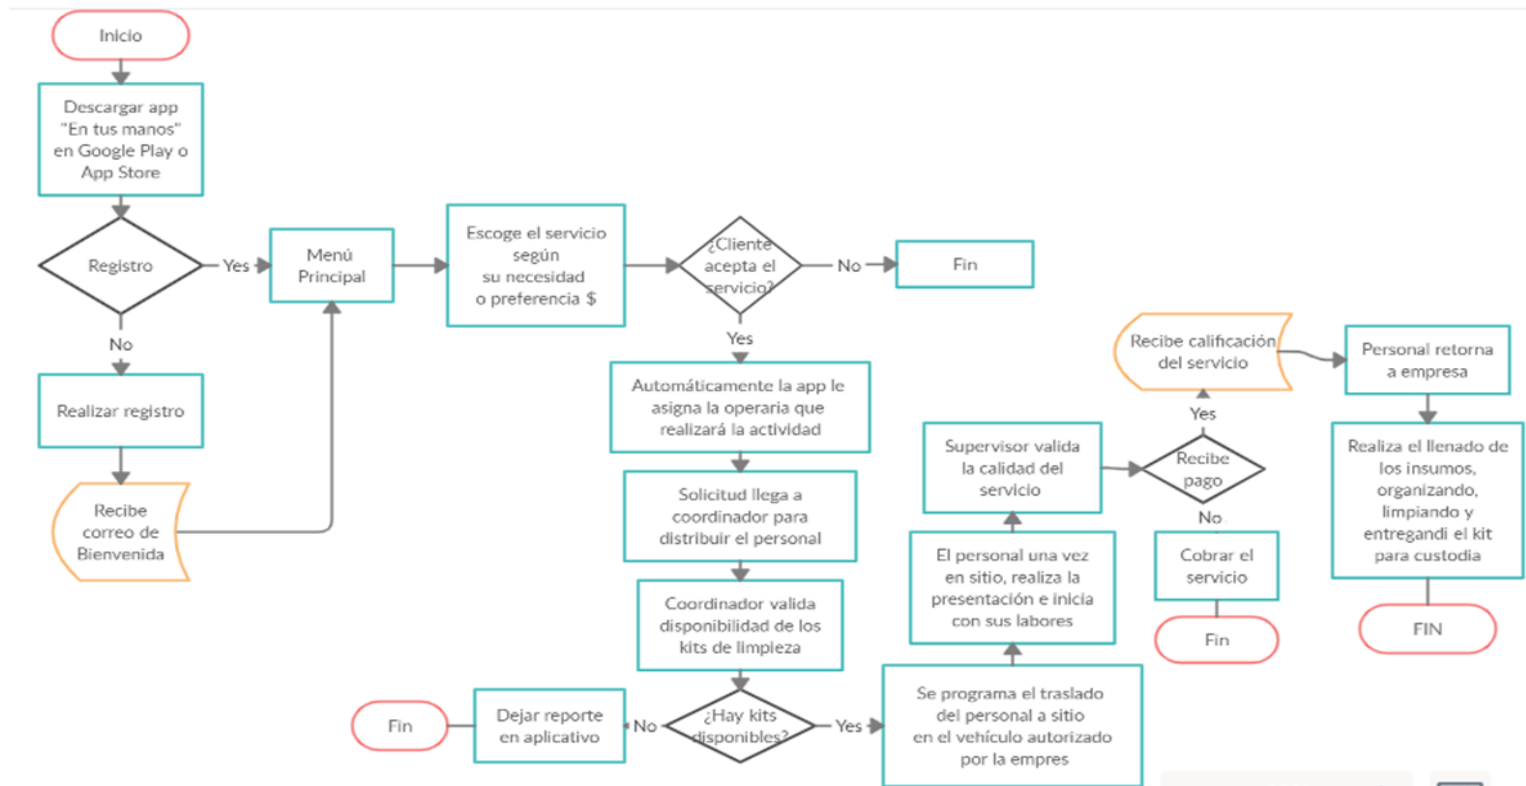 Inicio
Descargar app
"En tus manos"
en Google Play o
App Store
Registro
Yes
No
Realizar registro
Recibe
correo de
Bienvenida
Menú
Principal
Escoge el servicio
según
su necesidad
o preferencia $
¿Cliente
acepta el
servicio?
No
Fin
Yes
Automáticamente la app le
asigna la operaria que
realizará la actividad
Solicitud llega a
coordinador para
distribuir el personal
Coordinador valida
disponibilidad de los
kits de limpieza
¿Hay kits
disponibles?
No
Dejar reporte
en aplicativo
Fin
Yes
Se programa el traslado
del personal a sitio
en el vehículo autorizado
por la empres
El personal una vez
en sitio, realiza la
presentación e inicia
con sus labores
Supervisor valida
la calidad del
servicio
Recibe
pago
No
Cobrar el
servicio
Fin
Yes
Recibe calificación
del servicio
Personal retorna
a empresa
Realiza el llenado de
los insumos,
organizando,
limpiando y
entregandi el kit
para custodia
FIN